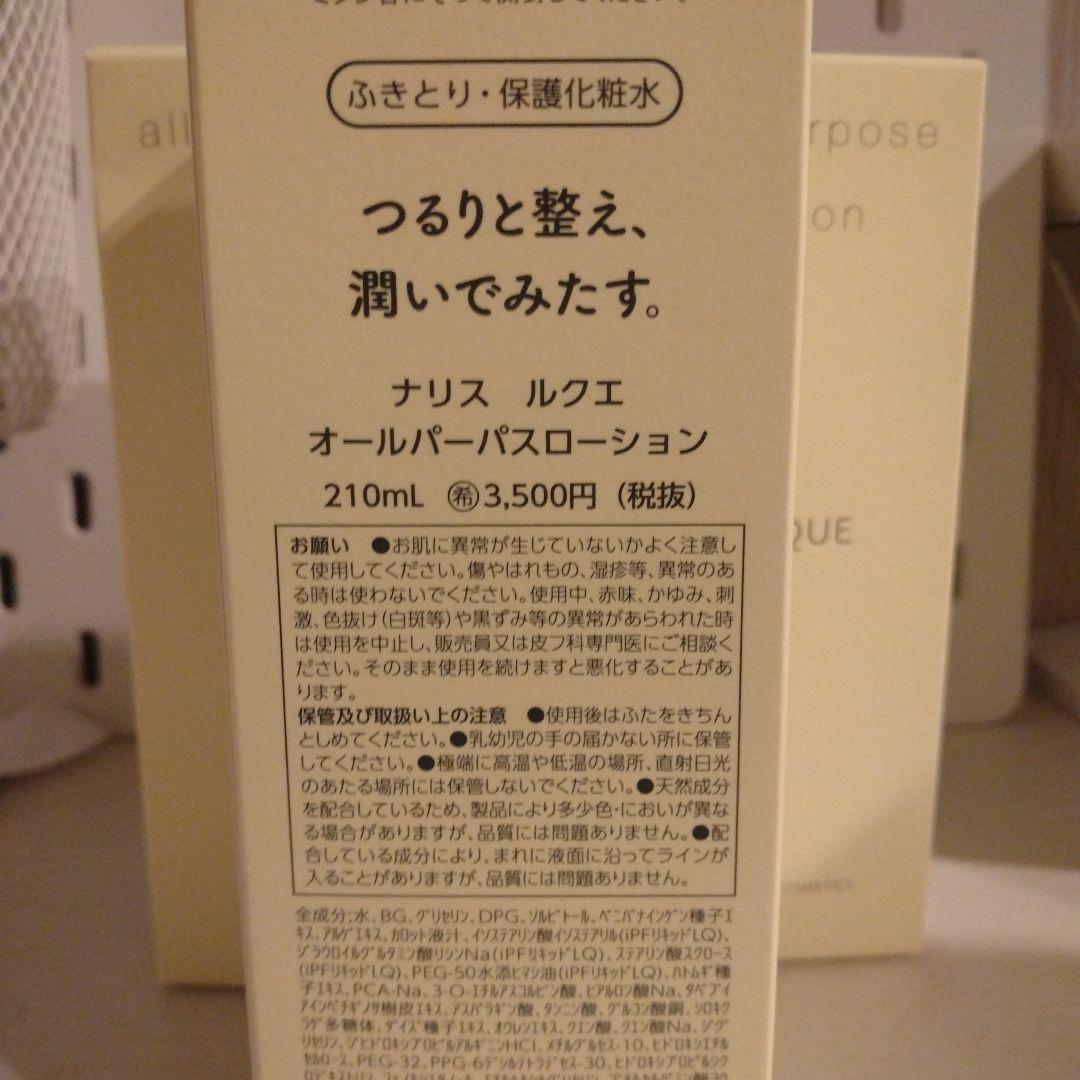 ミシン目にそって開封してください。
ふきとり・保護化粧水
つるりと整え、
潤いでみたす。
ナリス ルクエ
オールパーパスローション
210mL ㊭3,500円(税抜)
お願い ●お肌に異常が生じていないかよく注意し
て使用してください。傷やはれもの、湿疹等、異常のあ
る時は使わないでください。使用中、赤味、かゆみ、刺
激、色抜け(白斑等)や黒ずみ等の異常があらわれた時
は使用を中止し、販売員又は皮フ科専門医にご相談く
ださい。そのまま使用を続けますと悪化することがあ
ります。
保管及び取扱い上の注意 ●使用後はふたをきちん
としめてください。●乳幼児の手の届かない所に保管
してください。●極端に高温や低温の場所、直射日光
のあたる場所には保管しないでください。●天然成分
を配合しているため、製品により多少色・においが異な
る場合がありますが、品質には問題ありません。●配
合している成分により、まれに液面に沿ってラインが
入ることがありますが、品質には問題ありません。
全成分;水、BG、グリセリン、DPG、ソルビトール、ベニバナインゲン種子エ
キス、アルゲエキス、カロット液汁、イソステアリン酸イソステアリル(iPFリキッドLQ)、
ジラウロイルグルタミン酸リシンNa(iPFリキッドLQ)、ステアリン酸スクロース
(iPFリキッドLQ)、PEG-50水添ヒマシ油(iPFリキッドLQ)、ハトムギ種
子エキス、PCA-Na、3-O-エチルアスコルビン酸、ヒアルロン酸Na、タベブイ
アインペチギノサ樹皮エキス、アスパラギン酸、タンニン酸、グルコン酸銅、シロキク
ラゲ多糖体、ダイズ種子エキス、オウレンエキス、クエン酸、クエン酸Na、ジグ
リセリン、ジヒドロキシプロピルアルギニンHCl、メチルグルセス-10、ヒドロキシエチル
セルロース、PEG-32、PPG-6デシルテトラデセス-30、ヒドロキシプロピルシク
all
rpose
on
QUE